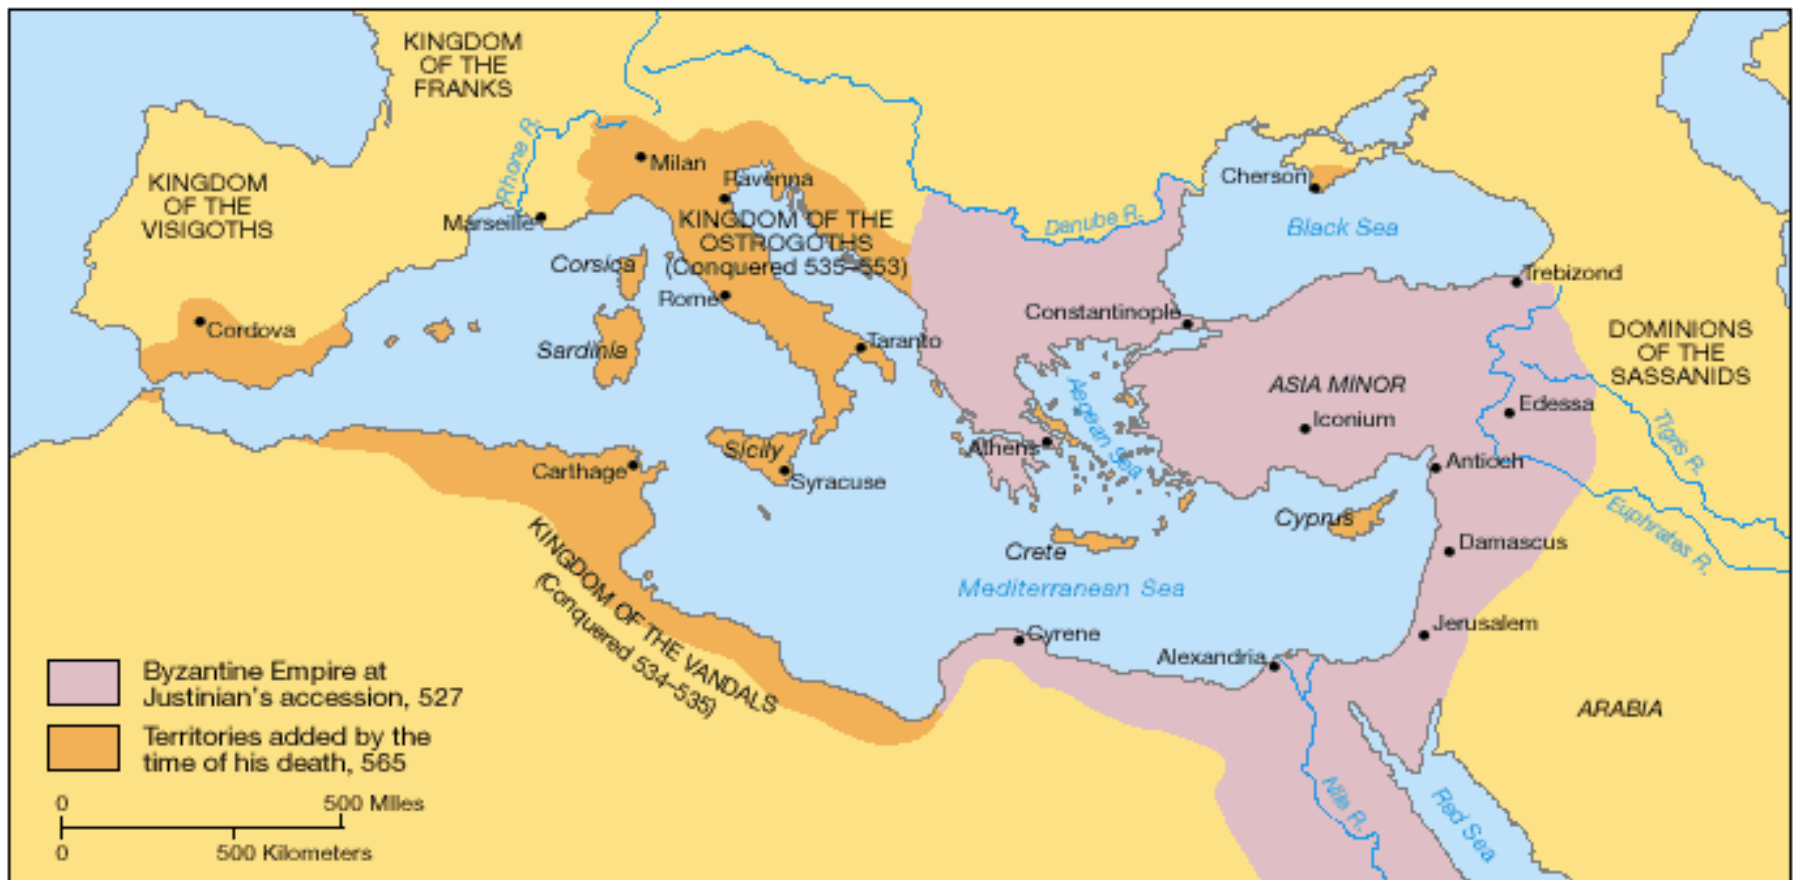 KINGDOM
OF THE
FRANKS
KINGDOM
OF THE
VISIGOTHS
Rhone R.
Milan
Ravenna
Marseille
KINGDOM OF THE
OSTROGOTHS
(Conquered 535–553)
Corsica
Rome
Cordova
Sardinia
Taranto
Danube R.
Cherson
Black Sea
Trebizond
Constantinople
DOMINIONS
OF THE
SASSANIDS
ASIA MINOR
Iconium
Edessa
Tigris R.
Aegean Sea
Athens
Antioch
Sicily
Carthage
Syracuse
Cyprus
Euphrates R.
Crete
Damascus
KINGDOM OF THE VANDALS
(Conquered 534–535)
Mediterranean Sea
Cyrene
Jerusalem
Alexandria
ARABIA
Nile R.
Red Sea
Byzantine Empire at
Justinian's accession, 527
Territories added by the
time of his death, 565
0 500 Miles
0 500 Kilometers